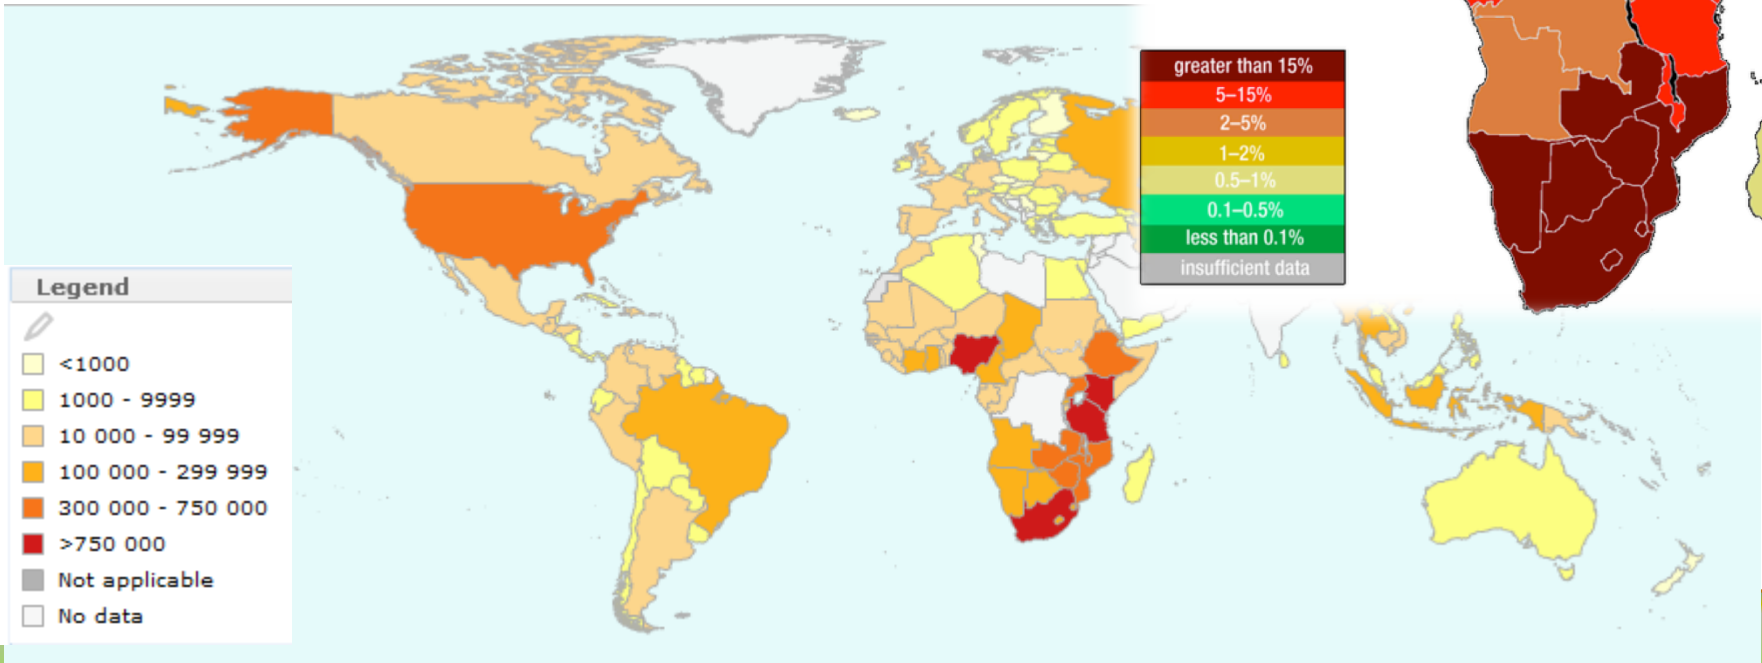 greater than 15%
5–15%
2–5%
1–2%
0.5–1%
0.1–0.5%
less than 0.1%
insufficient data
Legend
<1000
1000 - 9999
10 000 - 99 999
100 000 - 299 999
300 000 - 750 000
>750 000
Not applicable
No data